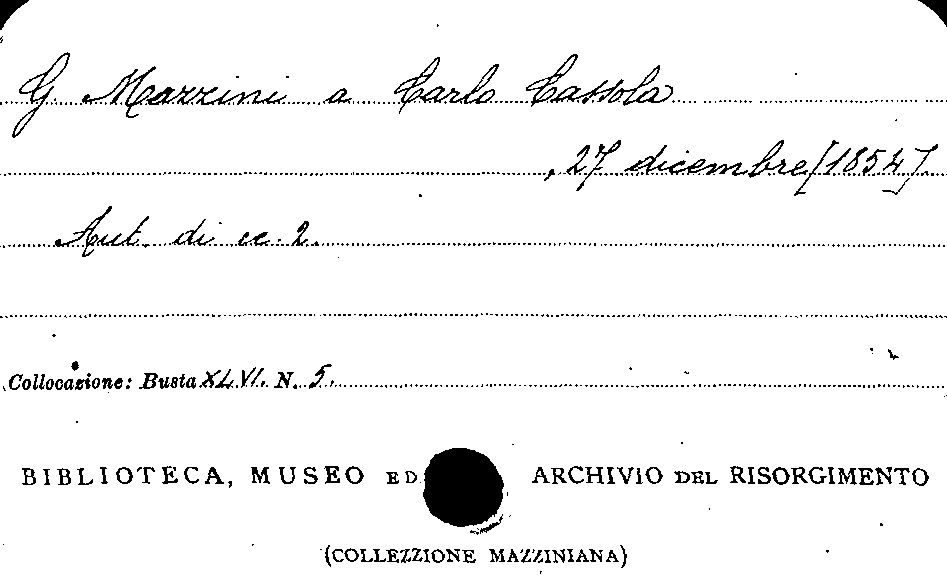 G. Mazzini a Carlo Cassola
, 27 dicembre [1854].
Aut. di cc. 2.
Collocazione: Busta XLVI. N. 5.
BIBLIOTECA, MUSEO ED ARCHIVIO DEL RISORGIMENTO
(COLLEZZIONE MAZZINIANA)